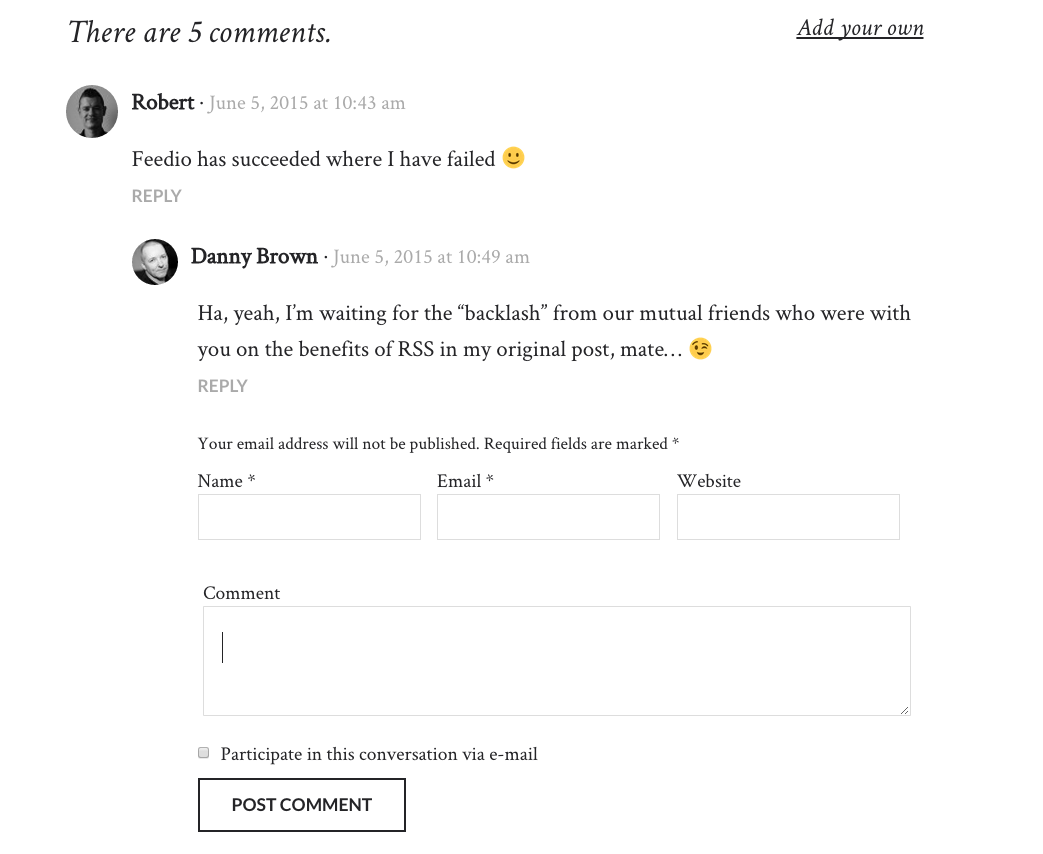 There are 5 comments.
Add your own
Robert · June 5, 2015 at 10:43 am
Feedio has succeeded where I have failed 🙂
REPLY
Danny Brown · June 5, 2015 at 10:49 am
Ha, yeah, I’m waiting for the “backlash” from our mutual friends who were with
you on the benefits of RSS in my original post, mate… 😉
REPLY
Your email address will not be published. Required fields are marked *
Name *
Email *
Website
Comment
Participate in this conversation via e-mail
POST COMMENT